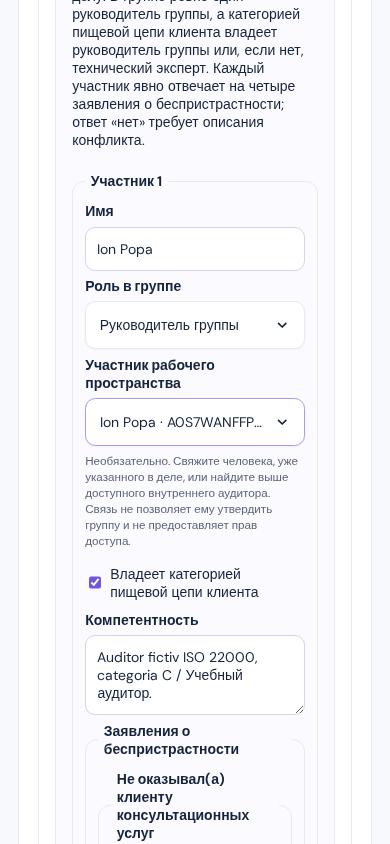 руководитель группы, а категорией
пищевой цепи клиента владеет
руководитель группы или, если нет,
технический эксперт. Каждый
участник явно отвечает на четыре
заявления о беспристрастности;
ответ «нет» требует описания
конфликта.
Участник 1
Имя
Ion Popa
Роль в группе
Руководитель группы
Участник рабочего
пространства
Ion Popa · A0S7WANFFP...
Необязательно. Свяжите человека, уже
указанного в деле, или найдите выше
доступного внутреннего аудитора.
Связь не позволяет ему утвердить
группу и не предоставляет прав
доступа.
Владеет категорией
пищевой цепи клиента
Компетентность
Auditor fictiv ISO 22000,
categoria C / Учебный
аудитор.
Заявления о
беспристрастности
Не оказывал(а)
клиенту
консультационных
услуг